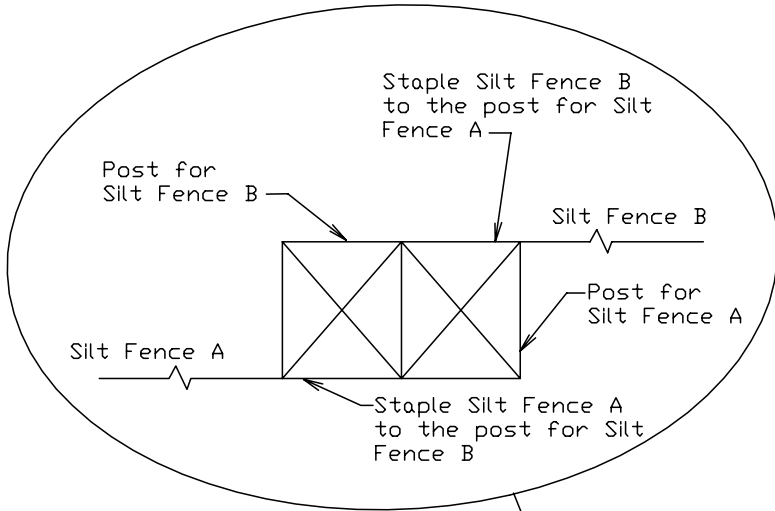 Staple Silt Fence B
to the post for Silt
Fence A
Post for
Silt Fence B
Silt Fence B
Post for
Silt Fence A
Silt Fence A
Staple Silt Fence A
to the post for Silt
Fence B